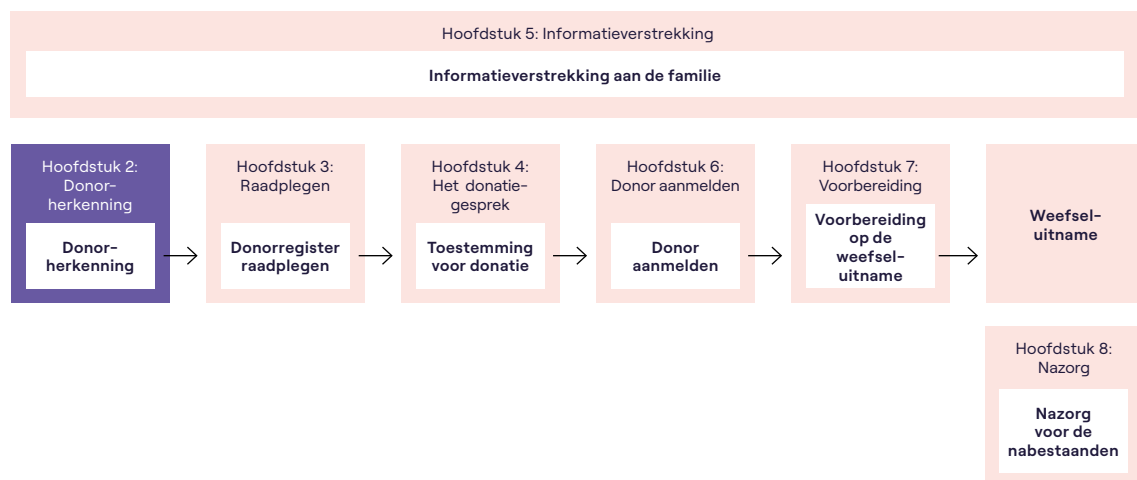 Hoofdstuk 5: Informatieverstrekking
Informatieverstrekking aan de familie
Hoofdstuk 2:
Donor-
herkenning
Donor-
herkenning
Hoofdstuk 3:
Raadplegen
Donorregister
raadplegen
Hoofdstuk 4:
Het donatie-
gesprek
Toestemming
voor donatie
Hoofdstuk 6:
Donor aanmelden
Donor
aanmelden
Hoofdstuk 7:
Voorbereiding
Voorbereiding
op de
weefsel-
uitname
Weefsel-
uitname
Hoofdstuk 8:
Nazorg
Nazorg
voor de
nabestaanden